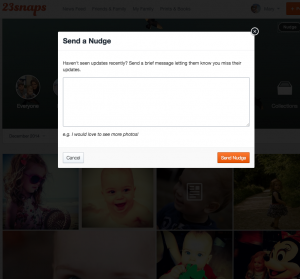 23snaps
Send a Nudge
Haven't seen updates recently? Send a brief message letting them know you miss their
updates.
e.g. I would love to see more photos!
Cancel
Send Nudge
Everyone
Collections